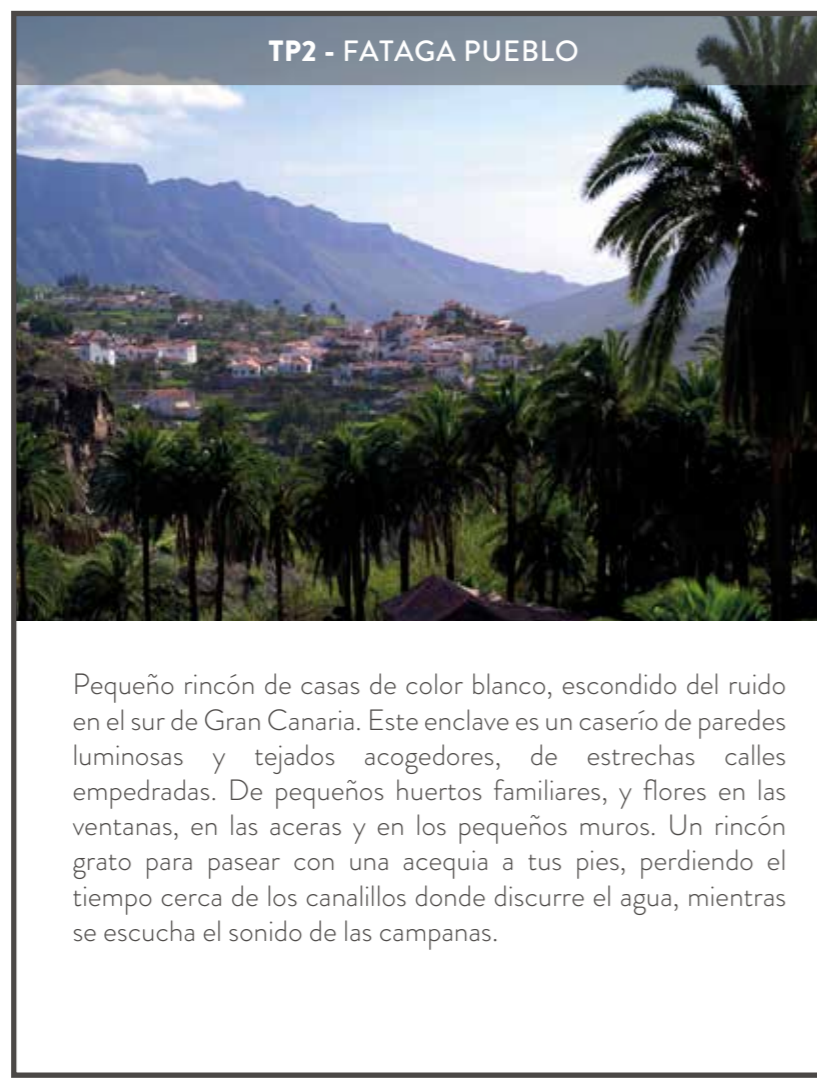 TP2 - FATAGA PUEBLO
Pequeño rincón de casas de color blanco, escondido del ruido
en el sur de Gran Canaria. Este enclave es un caserío de paredes
luminosas y tejados acogedores, de estrechas calles
empedradas. De pequeños huertos familiares, y flores en las
ventanas, en las aceras y en los pequeños muros. Un rincón
grato para pasear con una acequia a tus pies, perdiendo el
tiempo cerca de los canalillos donde discurre el agua, mientras
se escucha el sonido de las campanas.